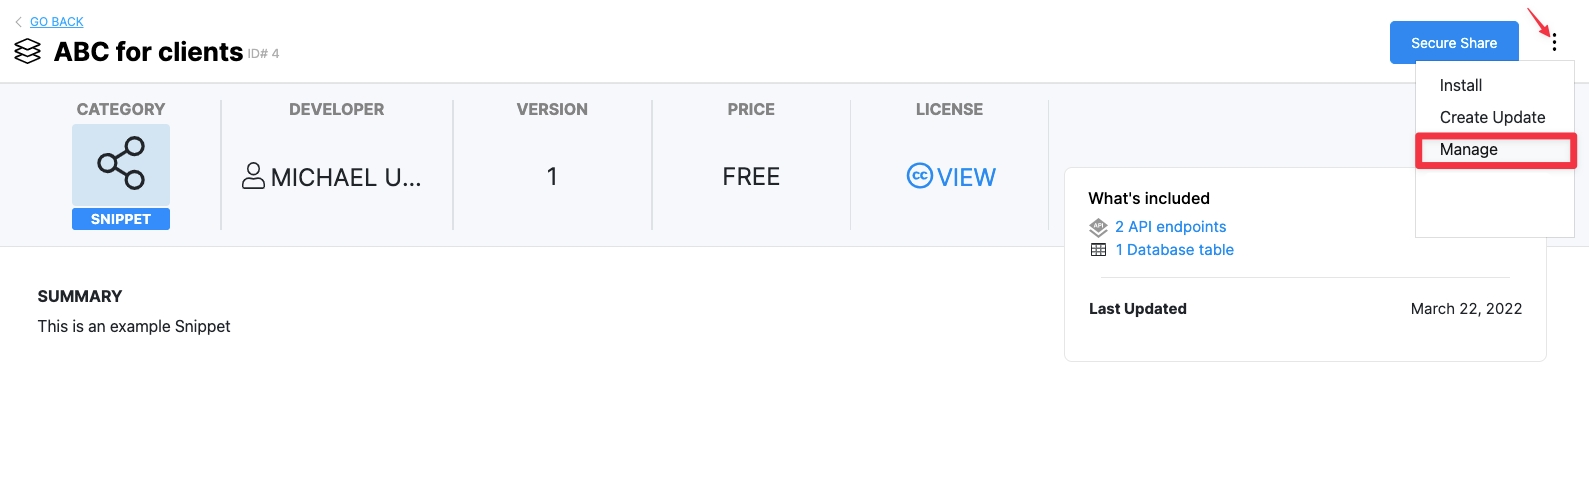 GO BACK
ABC for clients ID# 4
Secure Share
Install
Create Update
Manage
CATEGORY
SNIPPET
DEVELOPER
MICHAEL U...
VERSION
1
PRICE
FREE
LICENSE
cc VIEW
What's included
API 2 API endpoints
1 Database table
Last Updated March 22, 2022
SUMMARY
This is an example Snippet